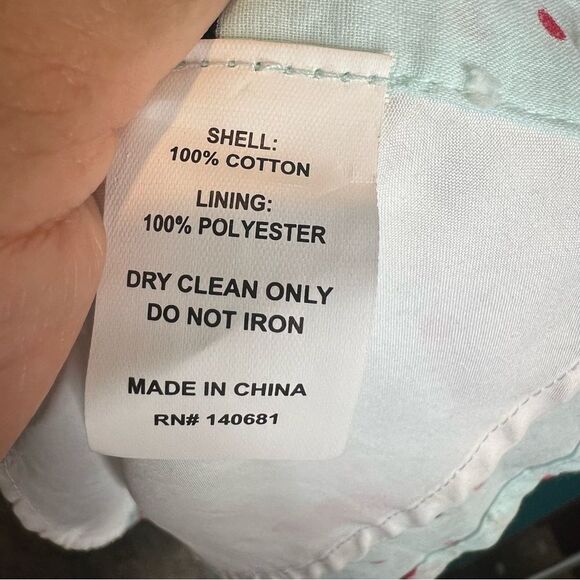 SHELL:
100% COTTON
LINING:
100% POLYESTER
DRY CLEAN ONLY
DO NOT IRON
MADE IN CHINA
RN# 140681